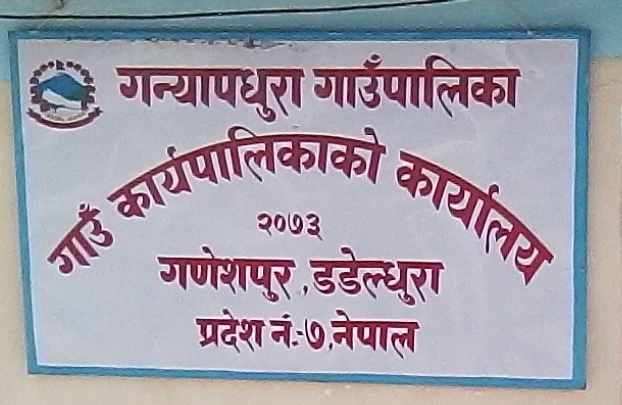 गन्यापधुरा गाउँपालिका
गाउँ कार्यपालिकाको कार्यालय
२०७३
गणेशपुर ,डडेल्धुरा
प्रदेश नं.-७,नेपाल